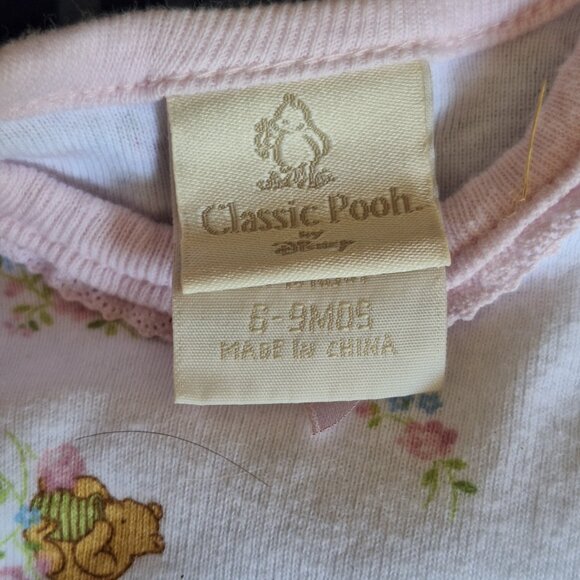 Classic Pooh
by
Disney
6-9MOS
MADE IN CHINA